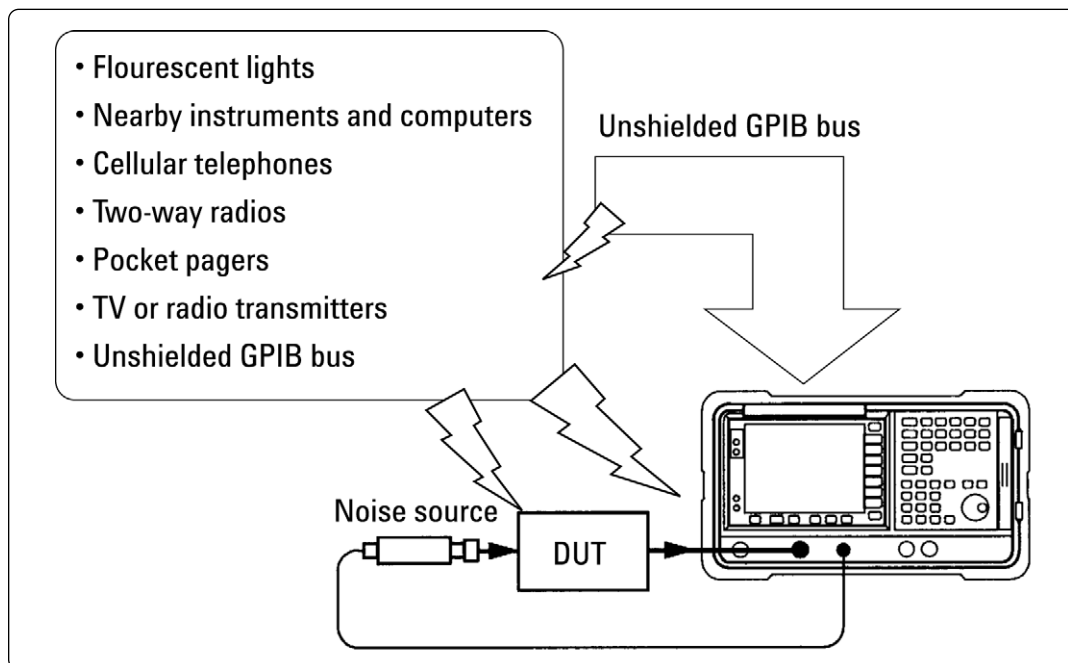 • Flourescent lights
• Nearby instruments and computers
• Cellular telephones
• Two-way radios
• Pocket pagers
• TV or radio transmitters
• Unshielded GPIB bus
Unshielded GPIB bus
Noise source
DUT